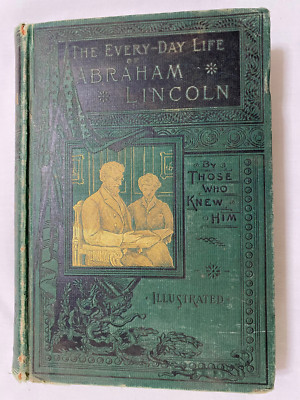 THE EVERY-DAY LIFE
OF
ABRAHAM
LINCOLN
BY
THOSE
WHO
KNEW
HIM
ILLUSTRATED